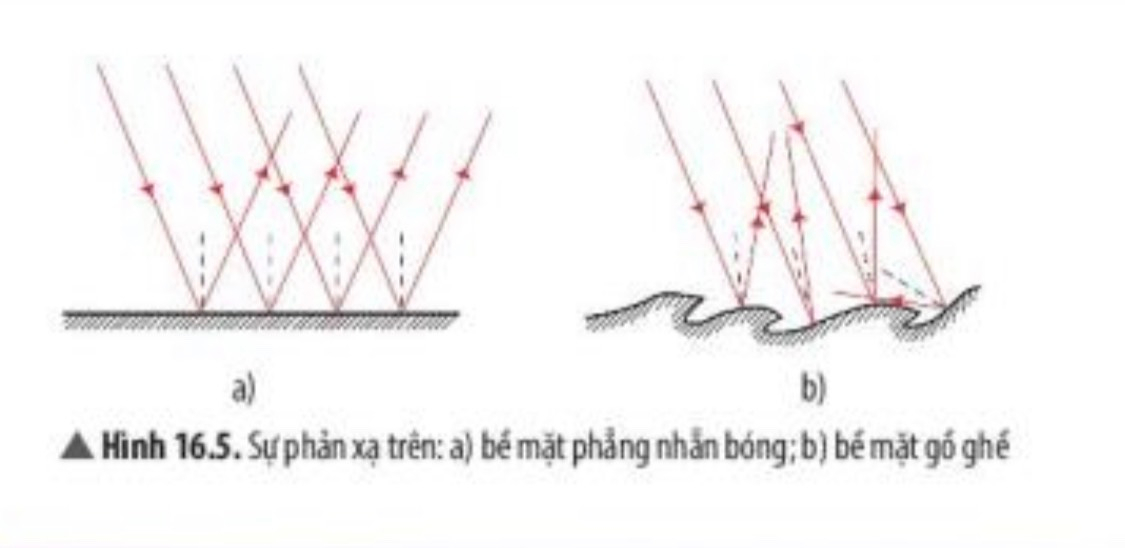 a)
b)
▲ Hình 16.5. Sự phản xạ trên: a) bề mặt phẳng nhẵn bóng; b) bề mặt gồ ghề